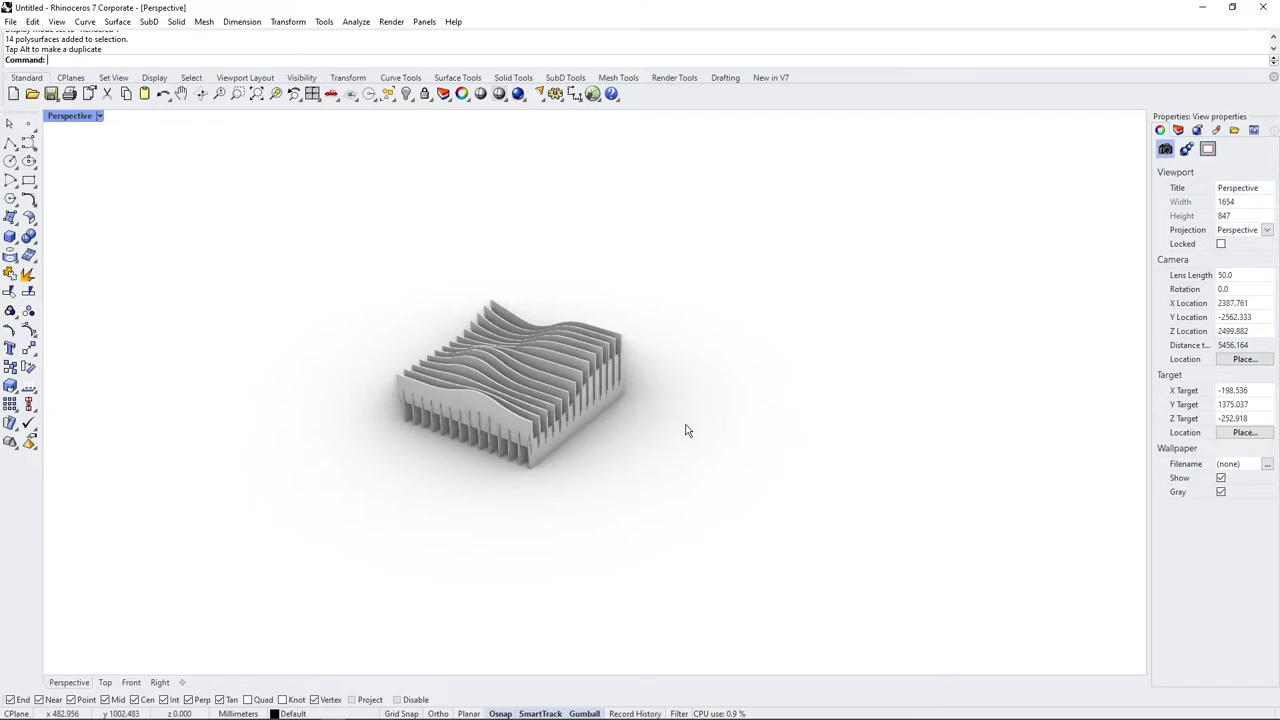 Untitled - Rhinoceros 7 Corporate - [Perspective]
File Edit View Curve Surface SubD Solid Mesh Dimension Transform Tools Analyze Render Panels Help
14 polysurfaces added to selection.
Tap Alt to make a duplicate
Command:
Standard CPlanes Set View Display Select Viewport Layout Visibility Transform Curve Tools Surface Tools Solid Tools SubD Tools Mesh Tools Render Tools Drafting New in V7
Perspective
Properties: View properties
Viewport
Title Perspective
Width 1654
Height 847
Projection Perspective
Locked
Camera
Lens Length 50.0
Rotation 0.0
X Location 2387.761
Y Location -2562.333
Z Location 2499.882
Distance t... 5456.164
Location Place...
Target
X Target -198.536
Y Target 1375.037
Z Target -252.918
Location Place...
Wallpaper
Filename (none) ...
Show
Gray
Perspective Top Front Right
End Near Point Mid Cen Int Perp Tan Quad Knot Vertex Project Disable
CPlane x 482.956 y 1002.483 z 0.000 Millimeters Default Grid Snap Ortho Planar Osnap SmartTrack Gumball Record History Filter CPU use: 0.9 %